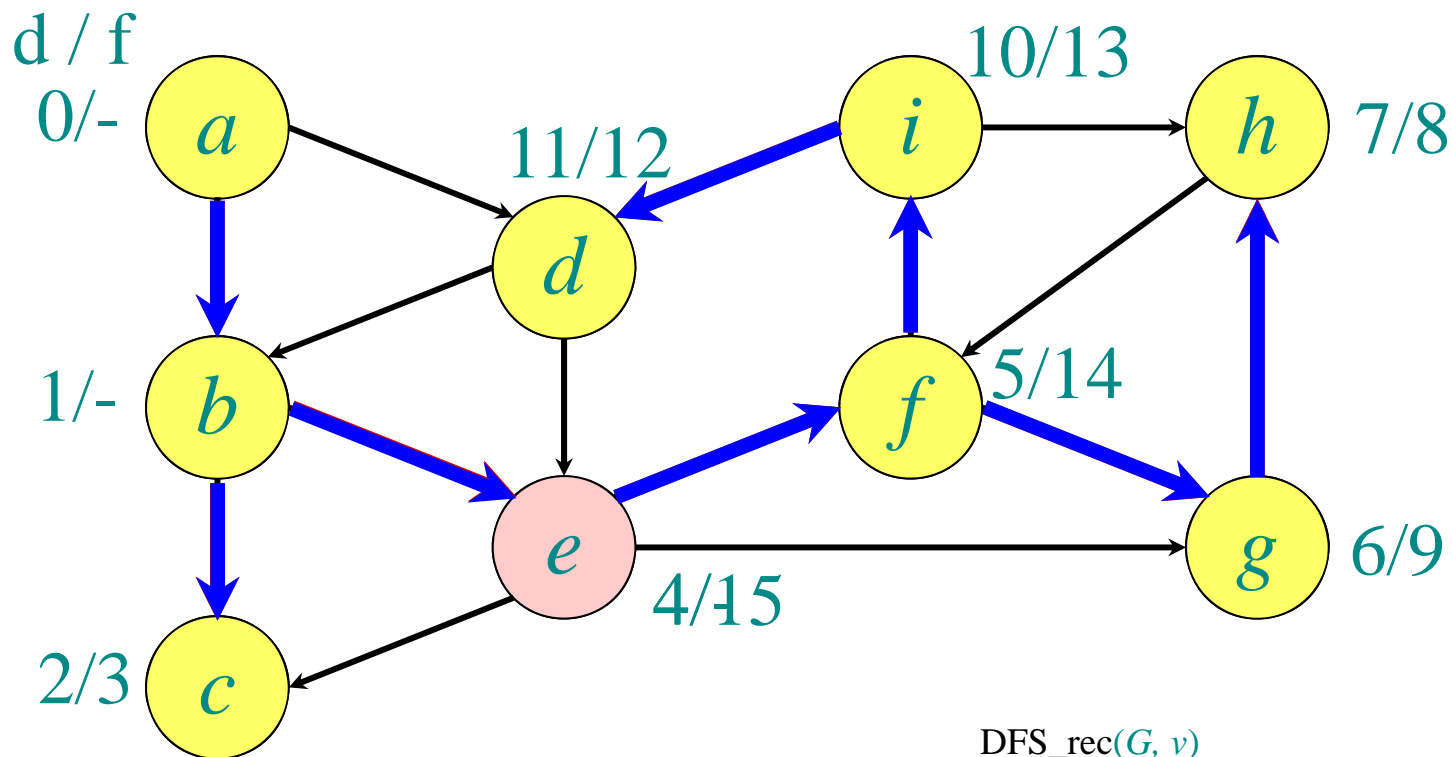 d / f
0/-
a
10/13
i
h
7/8
11/12
d
1/-
b
f
5/14
e
4/-15
g
6/9
2/3
c
DFS_rec(G, v)